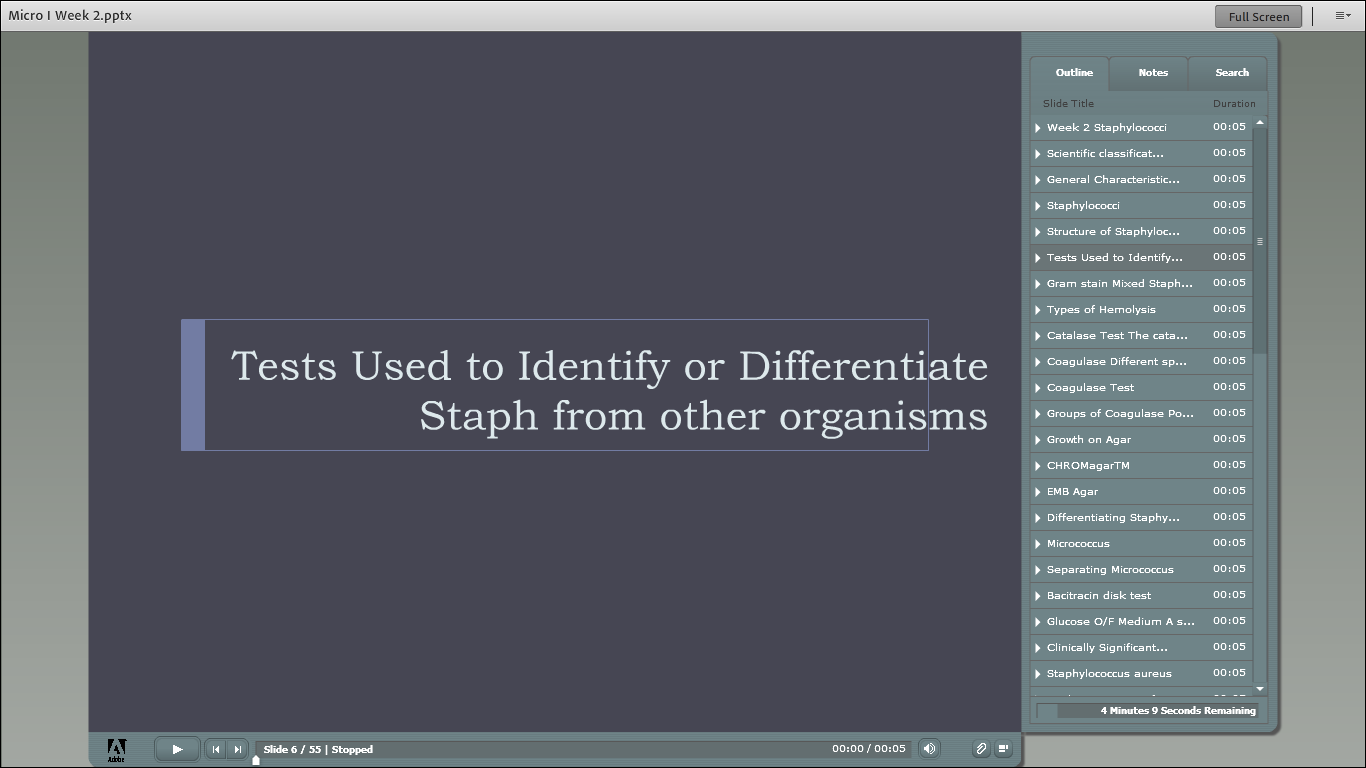 Micro I Week 2.pptx
Full Screen
Tests Used to Identify or Differentiate
Staph from other organisms
Outline Notes Search
Slide Title Duration
Week 2 Staphylococci 00:05
Scientific classificat... 00:05
General Characteristic... 00:05
Staphylococci 00:05
Structure of Staphyloc... 00:05
Tests Used to Identify... 00:05
Gram stain Mixed Staph... 00:05
Types of Hemolysis 00:05
Catalase Test The cata... 00:05
Coagulase Different sp... 00:05
Coagulase Test 00:05
Groups of Coagulase Po... 00:05
Growth on Agar 00:05
CHROMagarTM 00:05
EMB Agar 00:05
Differentiating Staphy... 00:05
Micrococcus 00:05
Separating Micrococcus 00:05
Bacitracin disk test 00:05
Glucose O/F Medium A s... 00:05
Clinically Significant... 00:05
Staphylococcus aureus 00:05
4 Minutes 9 Seconds Remaining
Adobe
Slide 6 / 55 | Stopped 00:00 / 00:05